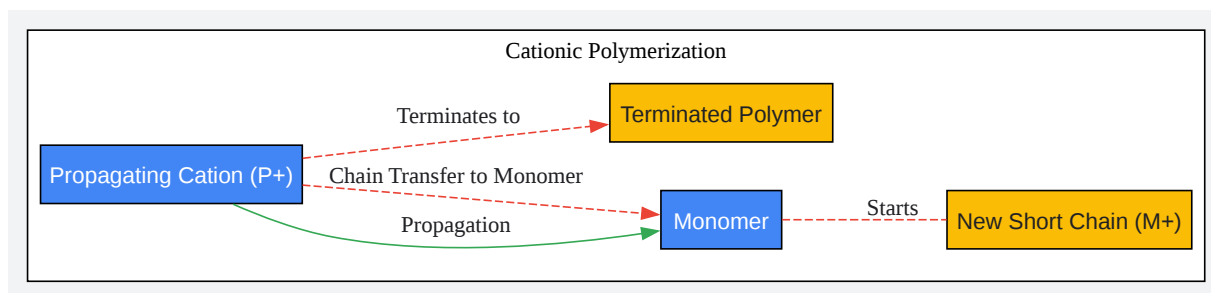 Cationic Polymerization
Terminates to
Terminated Polymer
Propagating Cation (P+)
Chain Transfer to Monomer
Propagation
Monomer
Starts
New Short Chain (M+)